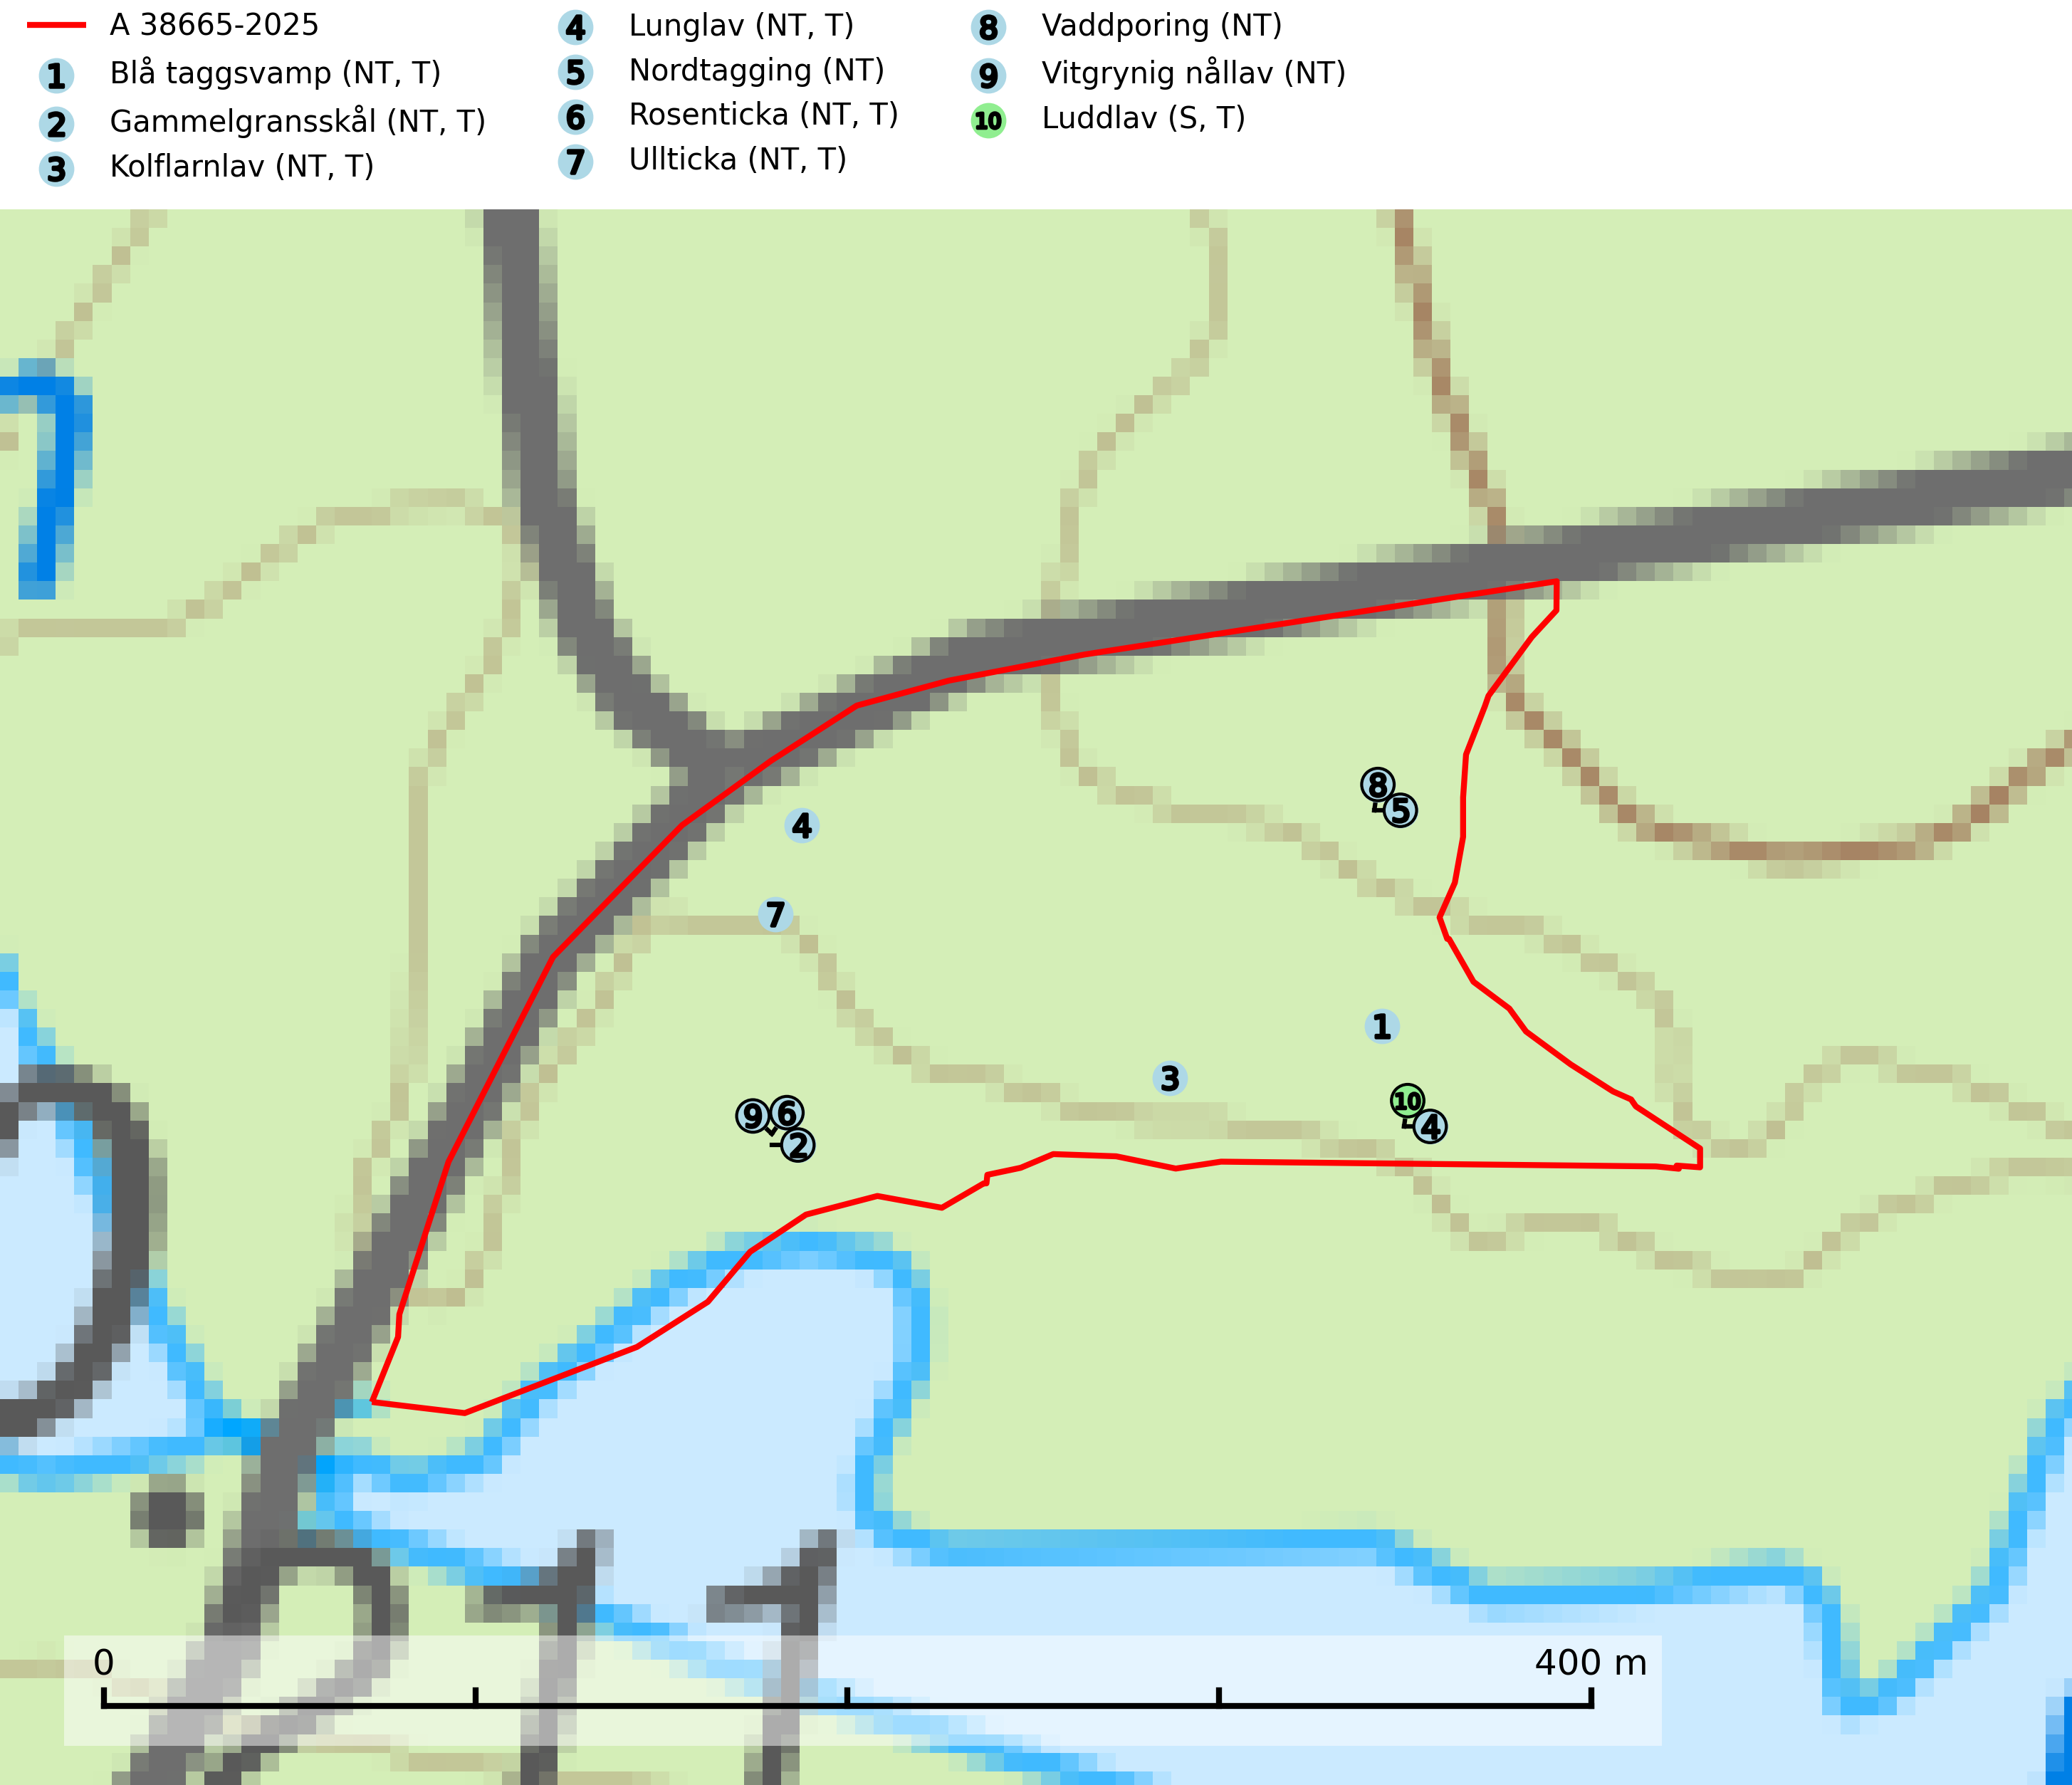 A 38665-2025
1 Blå taggsvamp (NT, T)
2 Gammelgransskål (NT, T)
3 Kolflarnlav (NT, T)
4 Lunglav (NT, T)
5 Nordtagging (NT)
6 Rosenticka (NT, T)
7 Ullticka (NT, T)
8 Vaddporing (NT)
9 Vitgrynig nållav (NT)
10 Luddlav (S, T)
8
5
4
7
1
3
10
4
9 6
2
0 400 m